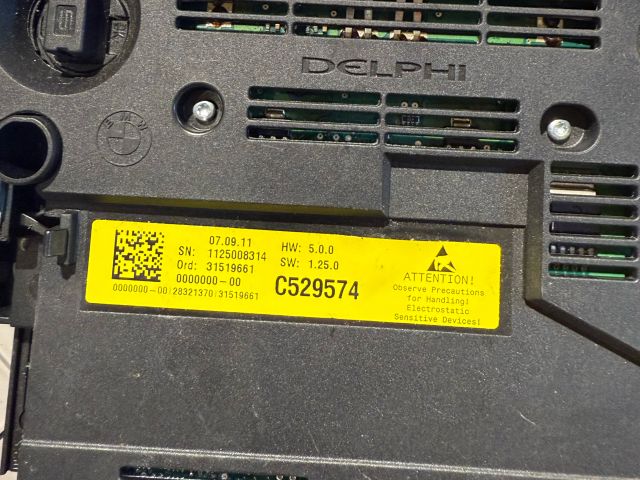 DELPHI
BMW
07.09.11
SN: 1125008314
Ord: 31519661
0000000-00
0000000-00|28321370|31519661
HW: 5.0.0
SW: 1.25.0
C529574
ATTENTION!
Observe Precautions
for Handling!
Electrostatic
Sensitive Devices!